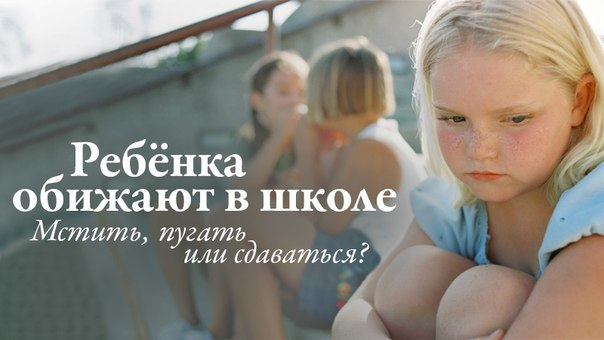 Ребёнка
обижают в школе
Мстить, пугать
или сдаваться?